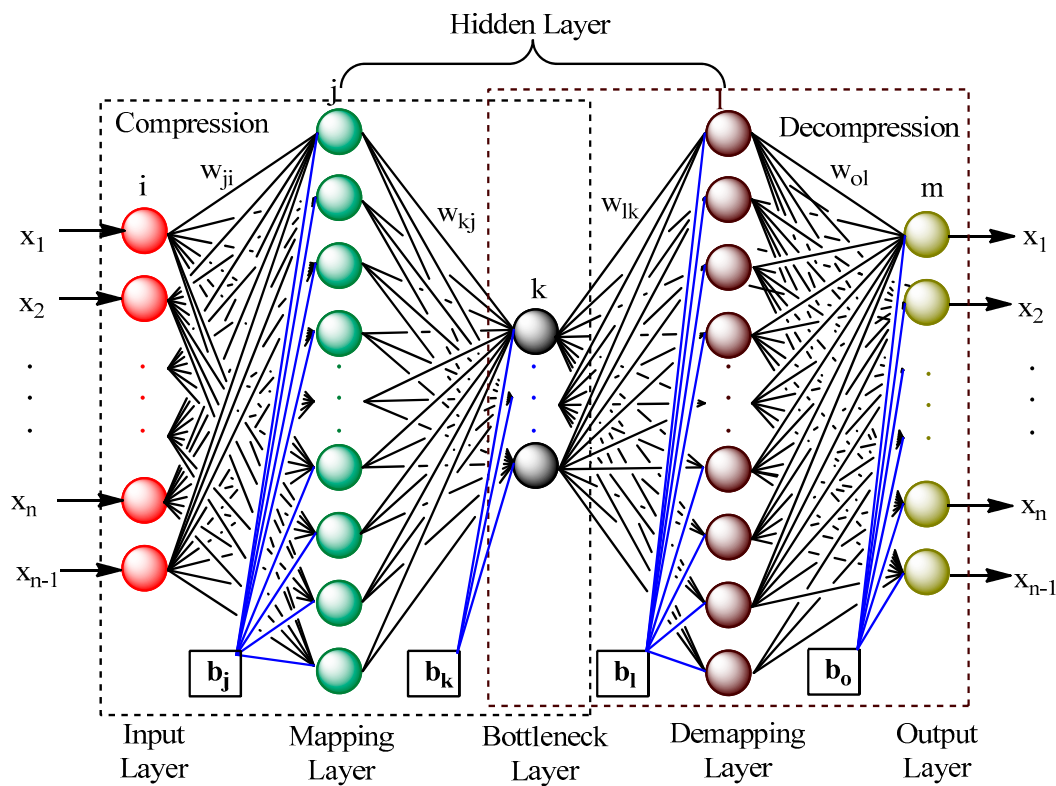 Hidden Layer
Compression
Decompression
j
l
i
w_ji
w_kj
w_lk
w_ol
m
k
x_1
x_2
x_n
x_n-1
x_1
x_2
x_n
x_n-1
b_j
b_k
b_l
b_o
Input
Layer
Mapping
Layer
Bottleneck
Layer
Demapping
Layer
Output
Layer